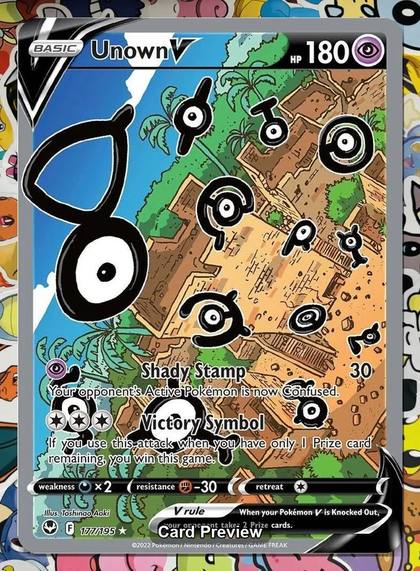 BASIC Unown V HP 180
Shady Stamp 30
Your opponent's Active Pokémon is now Confused.
Victory Symbol
If you use this attack when you have only 1 Prize card
remaining, you win this game.
weakness ×2 resistance -30 retreat
Illus. Toshinao Aoki
V rule
When your Pokémon V is Knocked Out,
your opponent takes 2 Prize cards.
F 177/195
Card Preview
©2022 Pokémon / Nintendo / Creatures / GAME FREAK